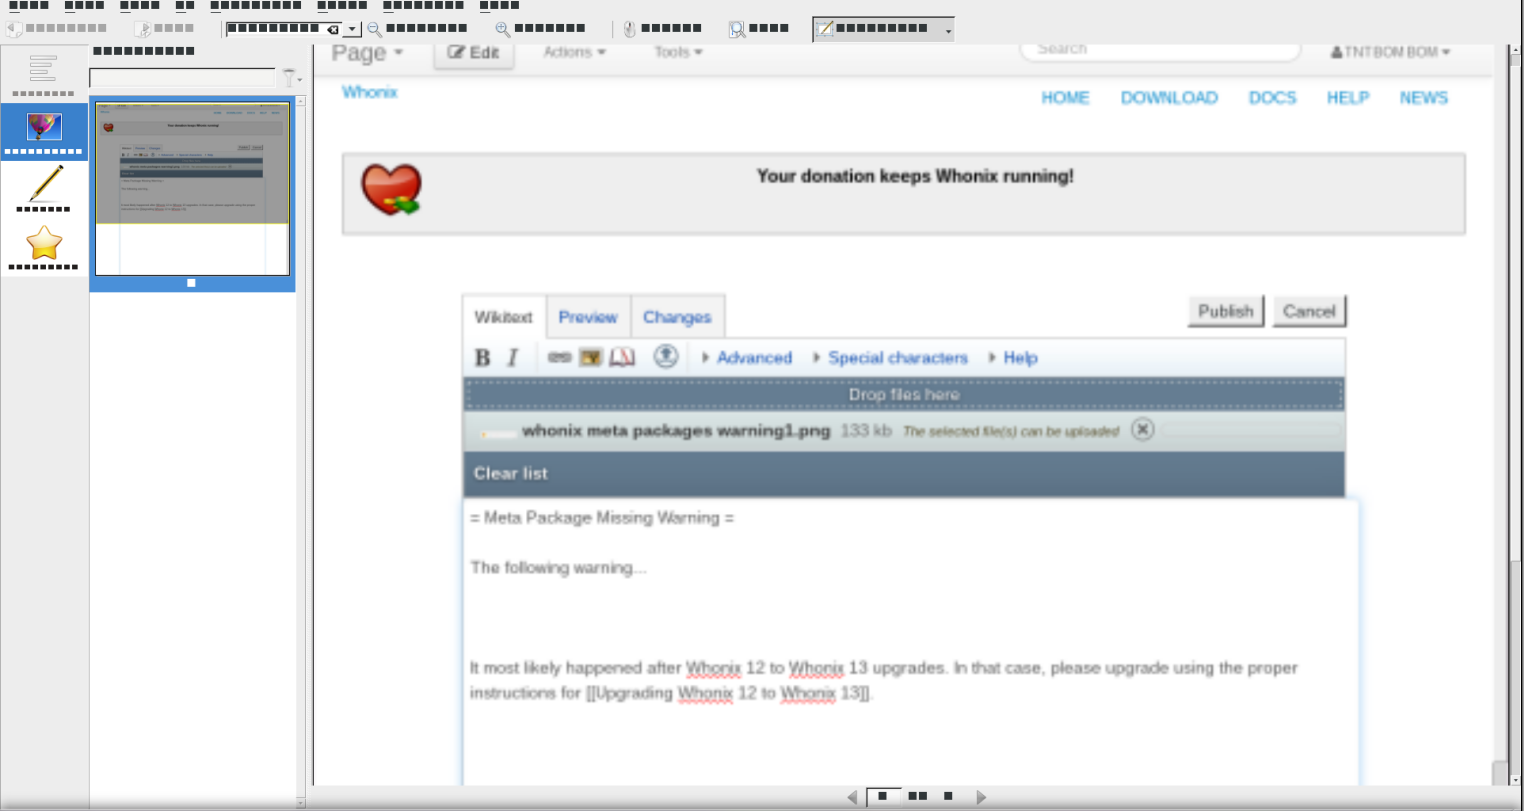 Page Edit Actions Tools Search TNTBOM BOM
Whonix
HOME DOWNLOAD DOCS HELP NEWS
Your donation keeps Whonix running!
Wikitext Preview Changes Publish Cancel
B I Advanced Special characters Help
Drop files here
whonix meta packages warning1.png 133 kb The selected file(s) can be uploaded
Clear list
= Meta Package Missing Warning =
The following warning...
It most likely happened after Whonix 12 to Whonix 13 upgrades. In that case, please upgrade using the proper
instructions for [[Upgrading Whonix 12 to Whonix 13]].